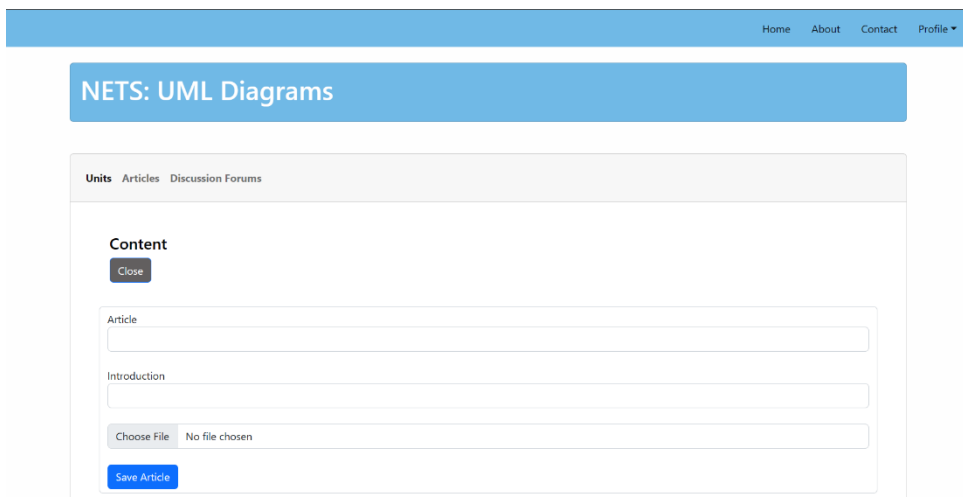 Home About Contact Profile
NETS: UML Diagrams
Units Articles Discussion Forums
Content
Close
Article
Introduction
Choose File No file chosen
Save Article